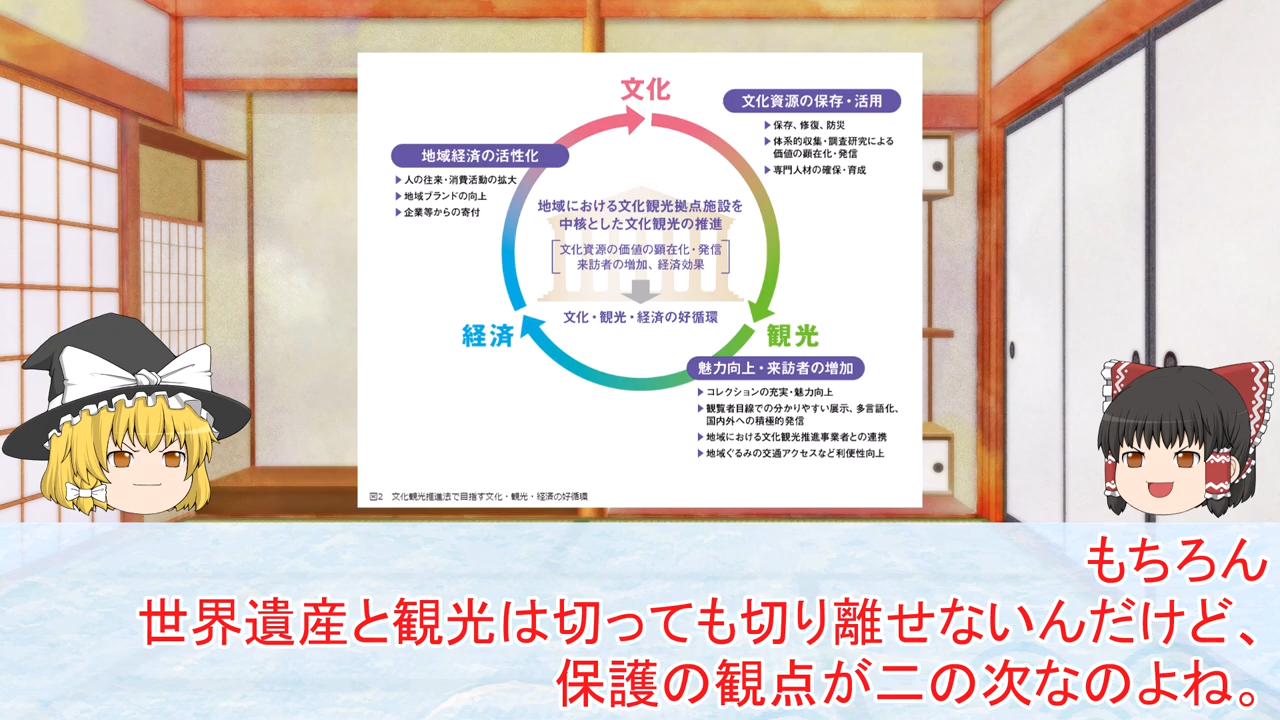 文化
文化資源の保存・活用
▶保存、修復、防災
▶体系的収集・調査研究による
価値の顕在化・発信
▶専門人材の確保・育成
地域経済の活性化
▶人の往来・消費活動の拡大
▶地域ブランドの向上
▶企業等からの寄付
地域における文化観光拠点施設を
中核とした文化観光の推進
文化資源の価値の顕在化・発信
来訪者の増加、経済効果
文化・観光・経済の好循環
経済
観光
魅力向上・来訪者の増加
▶コレクションの充実・魅力向上
▶観覧者目線での分かりやすい展示、多言語化、
国内外への積極的発信
▶地域における文化観光推進事業者との連携
▶地域ぐるみの交通アクセスなど利便性向上
図2 文化観光推進法で目指す文化・観光・経済の好循環
もちろん
世界遺産と観光は切っても切り離せないんだけど、
保護の観点が二の次なのよね。